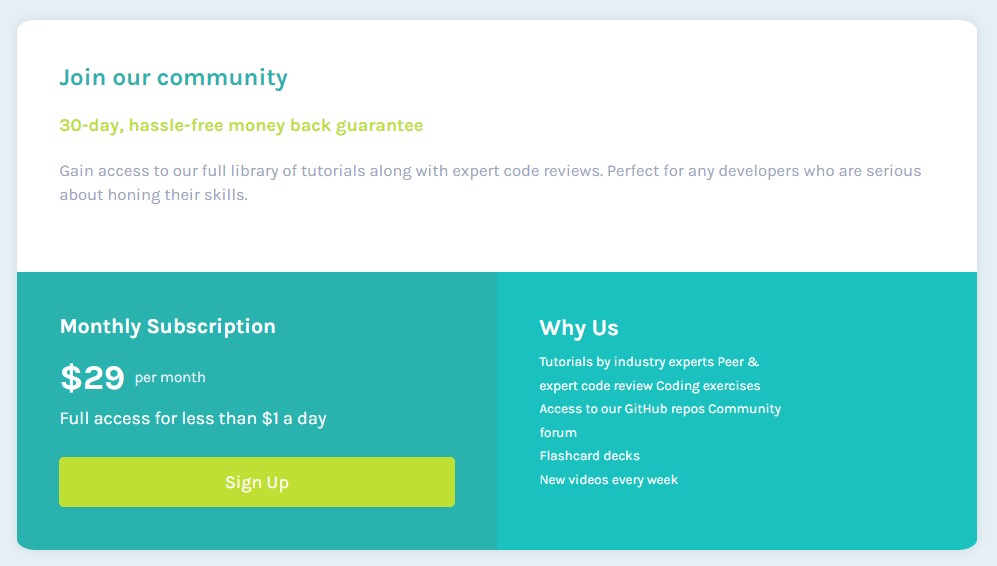 Join our community
30-day, hassle-free money back guarantee
Gain access to our full library of tutorials along with expert code reviews. Perfect for any developers who are serious
about honing their skills.
Monthly Subscription
$29 per month
Full access for less than $1 a day
Sign Up
Why Us
Tutorials by industry experts Peer &
expert code review Coding exercises
Access to our GitHub repos Community
forum
Flashcard decks
New videos every week